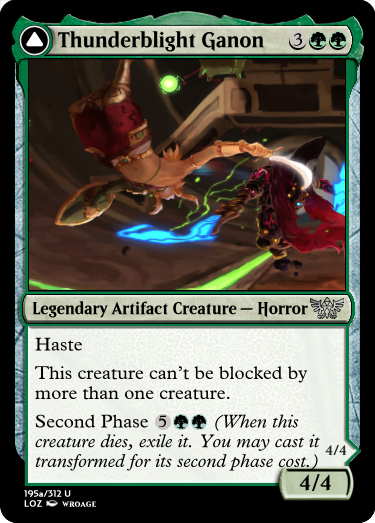 Thunderblight Ganon 3
Legendary Artifact Creature — Horror
Haste
This creature can't be blocked by
more than one creature.
Second Phase 5 (When this
creature dies, exile it. You may cast it
transformed for its second phase cost.) 4/4
4/4
195a/312 U
LOZ WROAGE